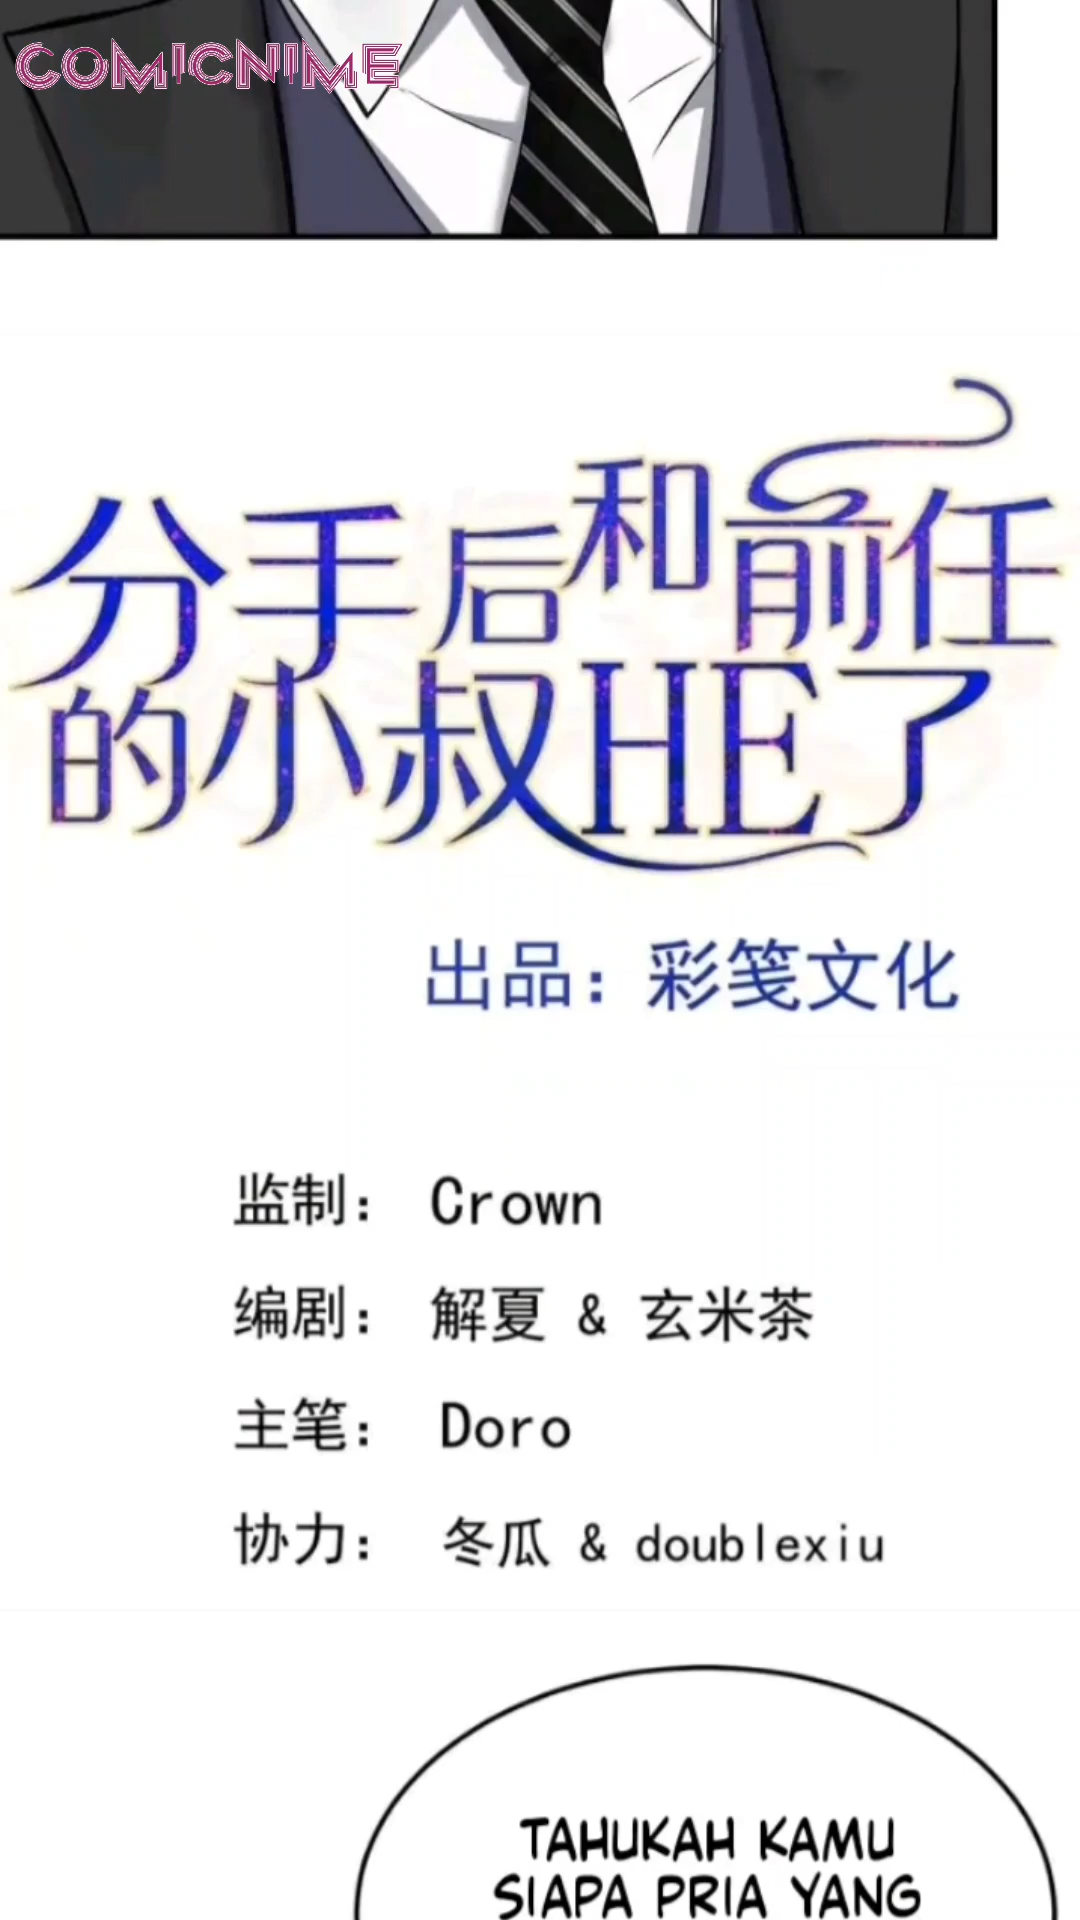 COMICNIME
分手后和前任
的小叔HE了
出品：彩笺文化
监制： Crown
编剧： 解夏 & 玄米茶
主笔： Doro
协力： 冬瓜 & doublexiu
TAHUKAH KAMU
SIAPA PRIA YANG